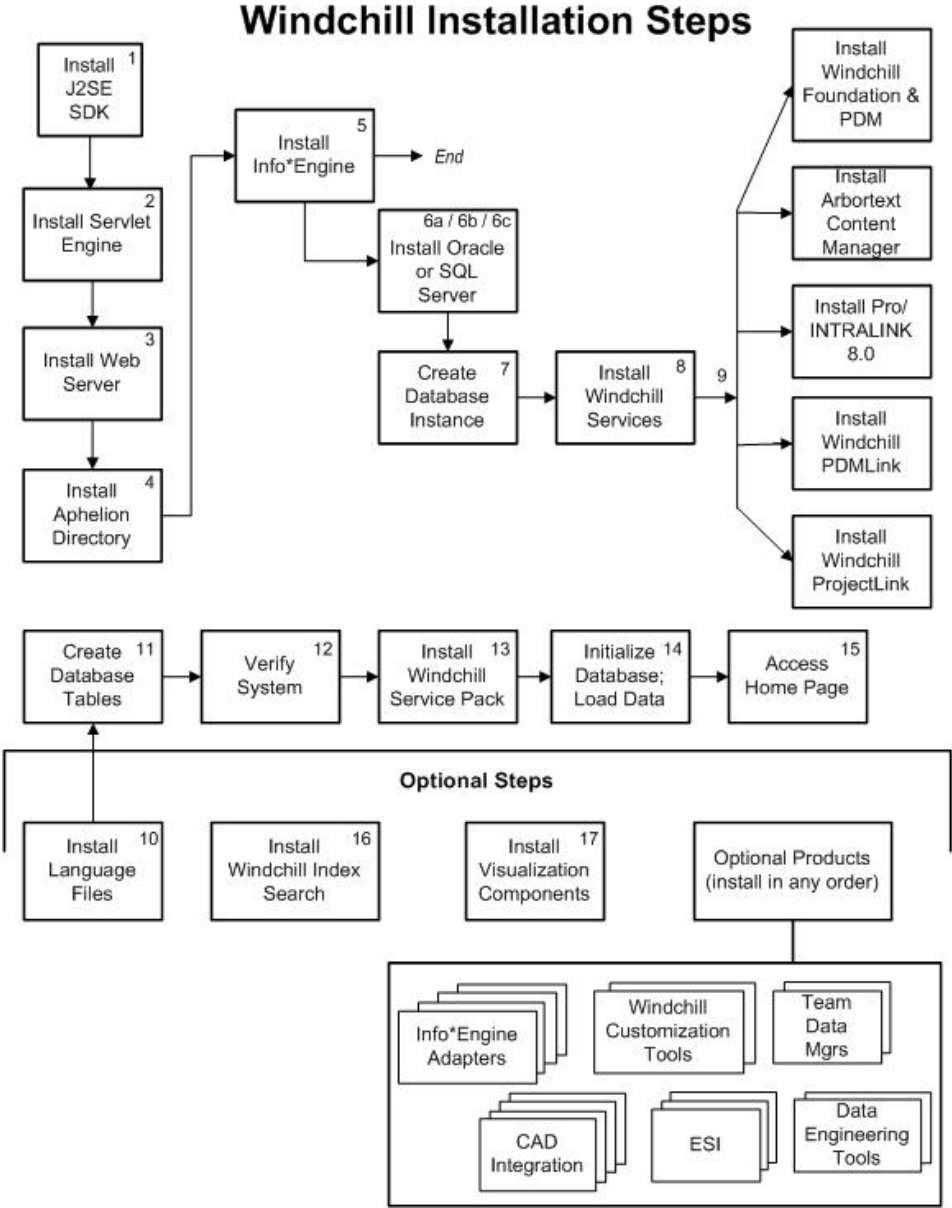 Windchill Installation Steps
1
Install
J2SE
SDK
2
Install Servlet
Engine
3
Install Web
Server
4
Install
Aphelion
Directory
5
Install
Info*Engine
End
6a / 6b / 6c
Install Oracle
or SQL
Server
7
Create
Database
Instance
8
Install
Windchill
Services
9
Install
Windchill
Foundation &
PDM
Install
Arbortext
Content
Manager
Install Pro/
INTRALINK
8.0
Install
Windchill
PDMLink
Install
Windchill
ProjectLink
11
Create
Database
Tables
12
Verify
System
13
Install
Windchill
Service Pack
14
Initialize
Database;
Load Data
15
Access
Home Page
Optional Steps
10
Install
Language
Files
16
Install
Windchill Index
Search
17
Install
Visualization
Components
Optional Products
(install in any order)
Info*Engine
Adapters
Windchill
Customization
Tools
Team
Data
Mgrs
CAD
Integration
ESI
Data
Engineering
Tools